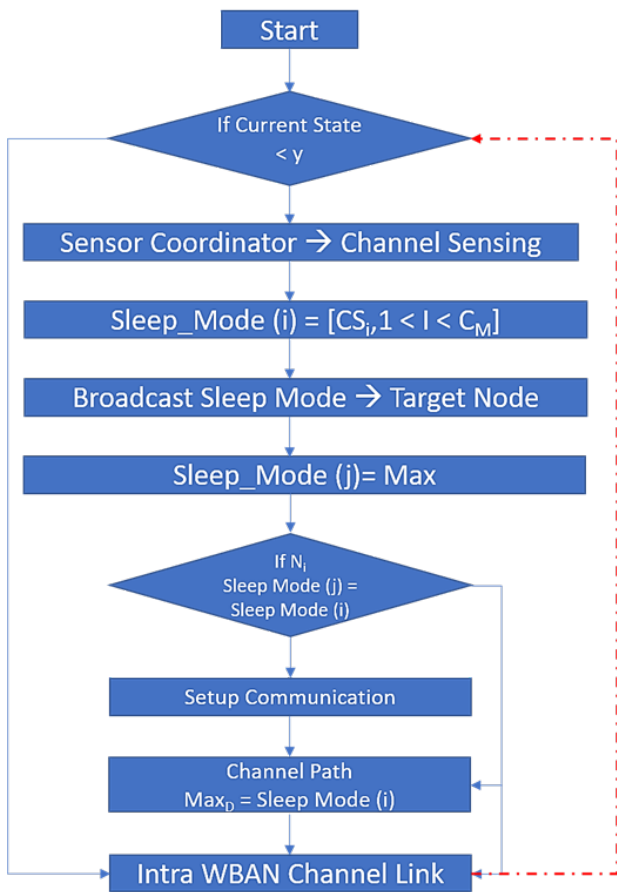 Start
If Current State
< y
Sensor Coordinator → Channel Sensing
Sleep_Mode (i) = [CSi,1 < I < CM]
Broadcast Sleep Mode → Target Node
Sleep_Mode (j)= Max
If Ni
Sleep Mode (j) =
Sleep Mode (i)
Setup Communication
Channel Path
MaxD = Sleep Mode (i)
Intra WBAN Channel Link